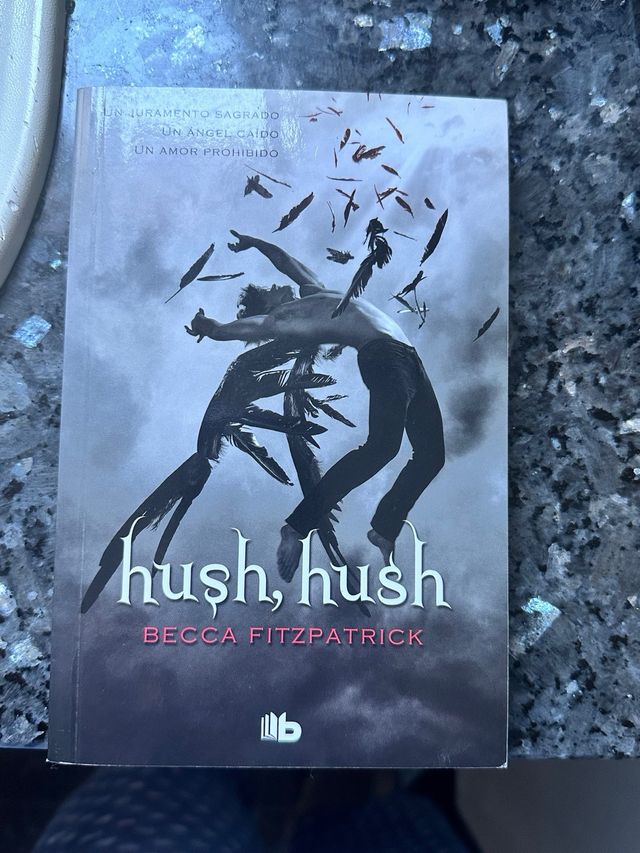 UN JURAMENTO SAGRADO
UN ÁNGEL CAÍDO
UN AMOR PROHIBIDO
hush, hush
BECCA FITZPATRICK
b